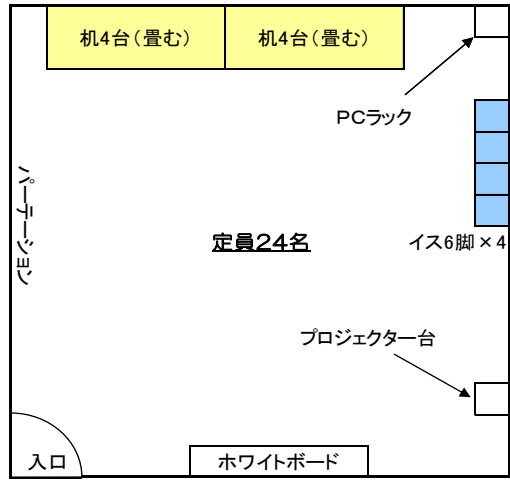 机4台(畳む)
机4台(畳む)
PCラック
パーテーション
定員24名
イス6脚×4
プロジェクター台
入口
ホワイトボード